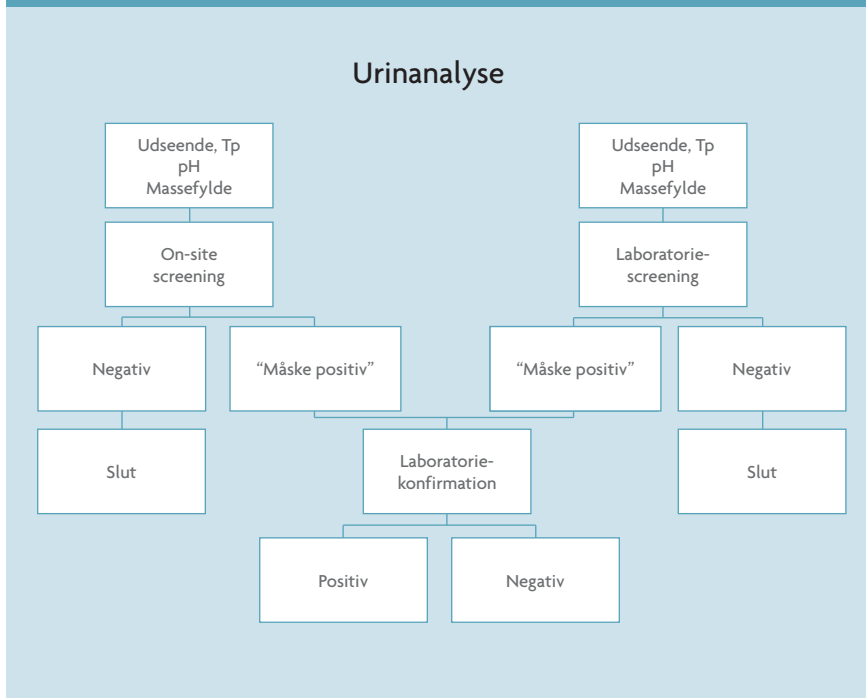 Urinanalyse
Udseende, Tp
pH
Massefylde
Udseende, Tp
pH
Massefylde
On-site
screening
Laboratorie-
screening
Negativ
“Måske positiv”
“Måske positiv”
Negativ
Slut
Laboratorie-
konfirmation
Slut
Positiv
Negativ